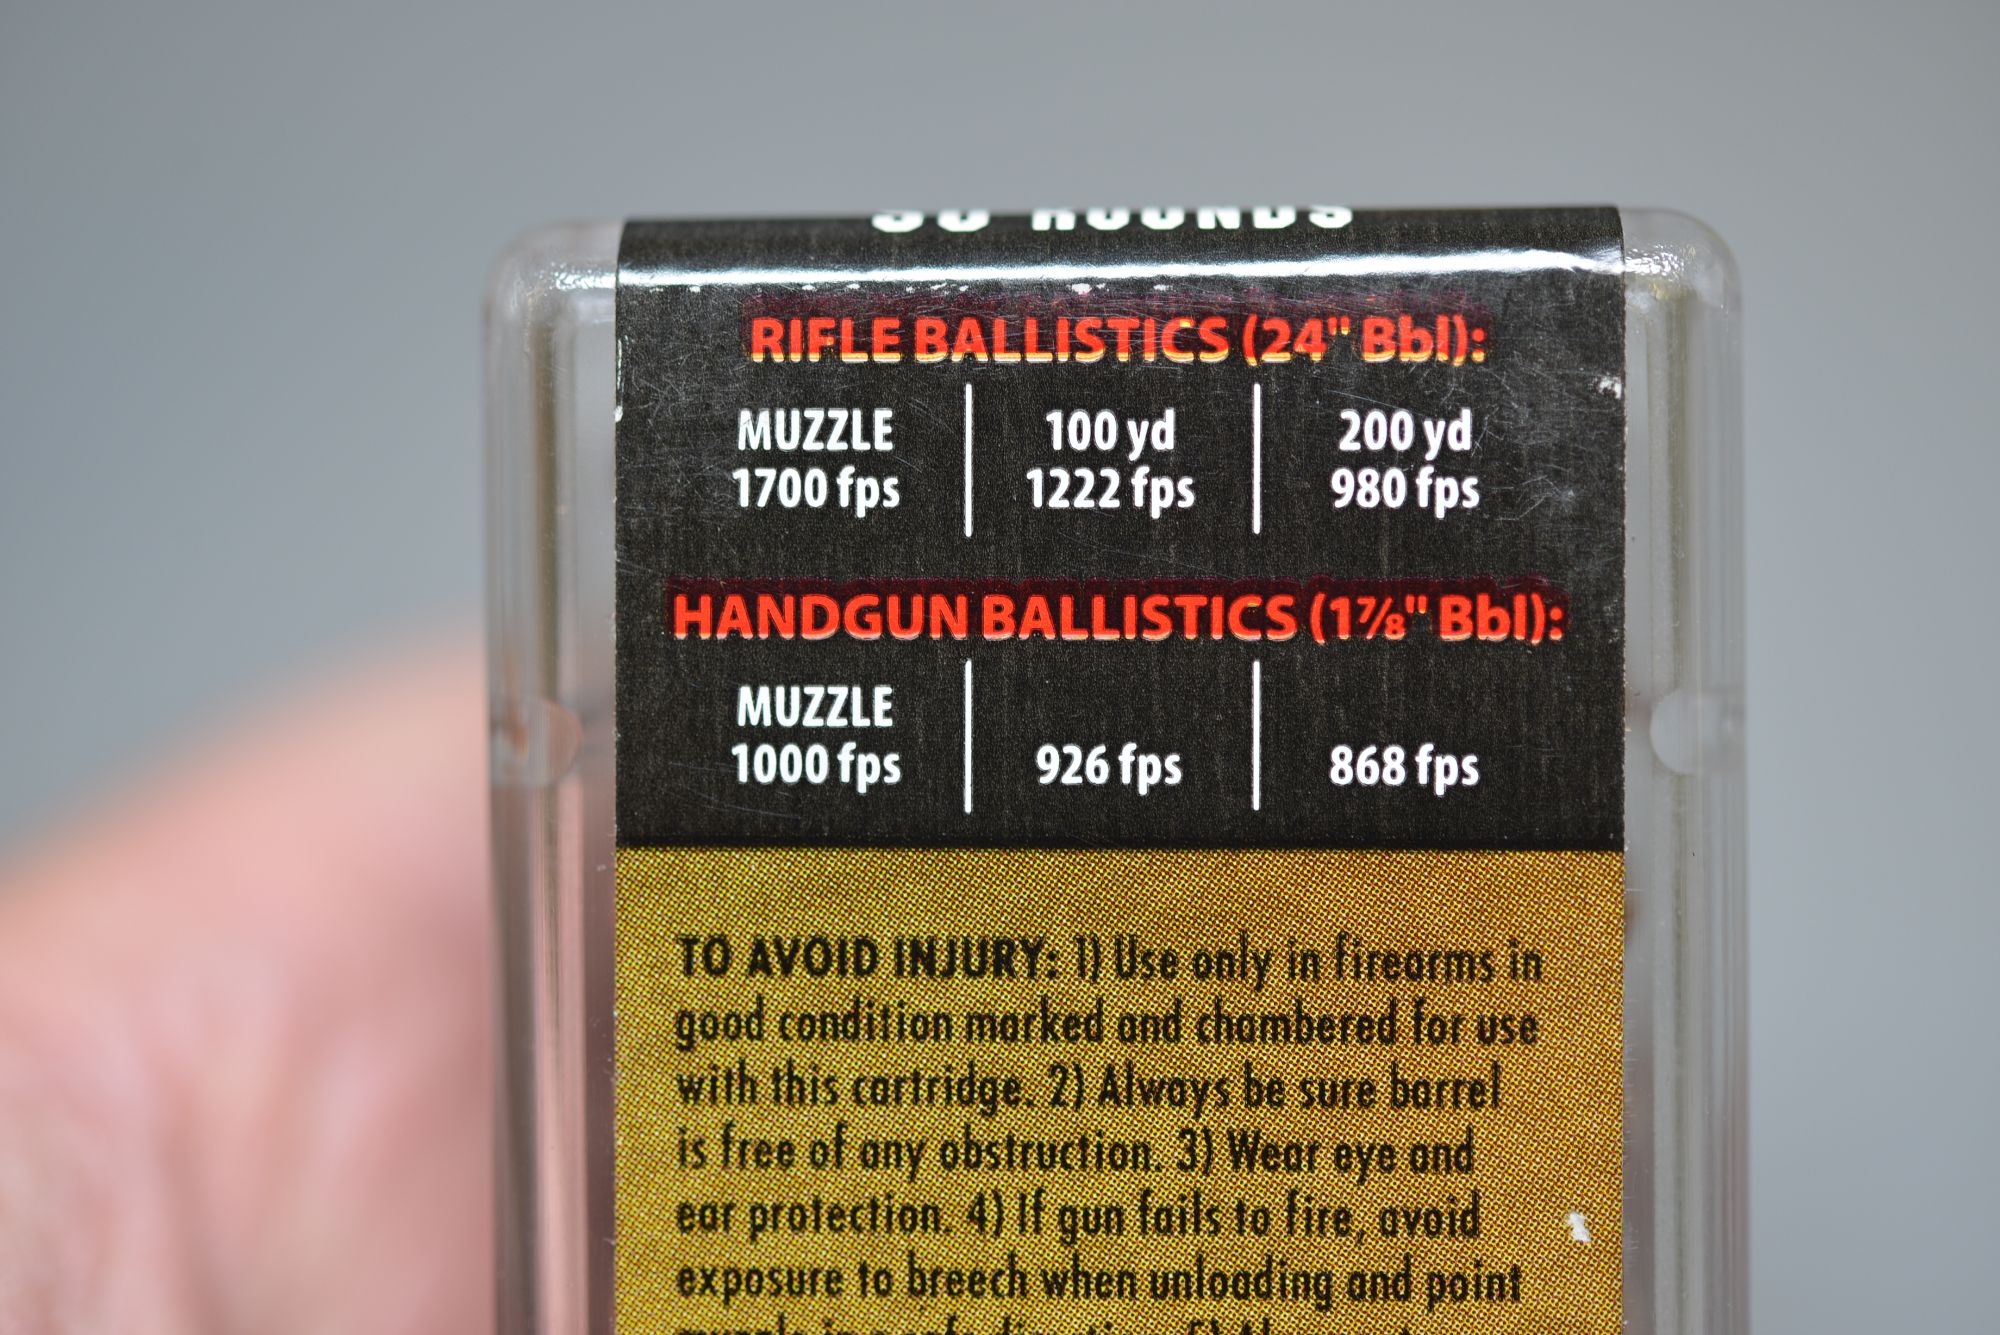 50 ROUNDS
RIFLE BALLISTICS (24" Bbl):
MUZZLE 100 yd 200 yd
1700 fps 1222 fps 980 fps
HANDGUN BALLISTICS (1⅞" Bbl):
MUZZLE
1000 fps 926 fps 868 fps
TO AVOID INJURY: 1) Use only in firearms in
good condition marked and chambered for use
with this cartridge. 2) Always be sure barrel
is free of any obstruction. 3) Wear eye and
ear protection. 4) If gun fails to fire, avoid
exposure to breech when unloading and point